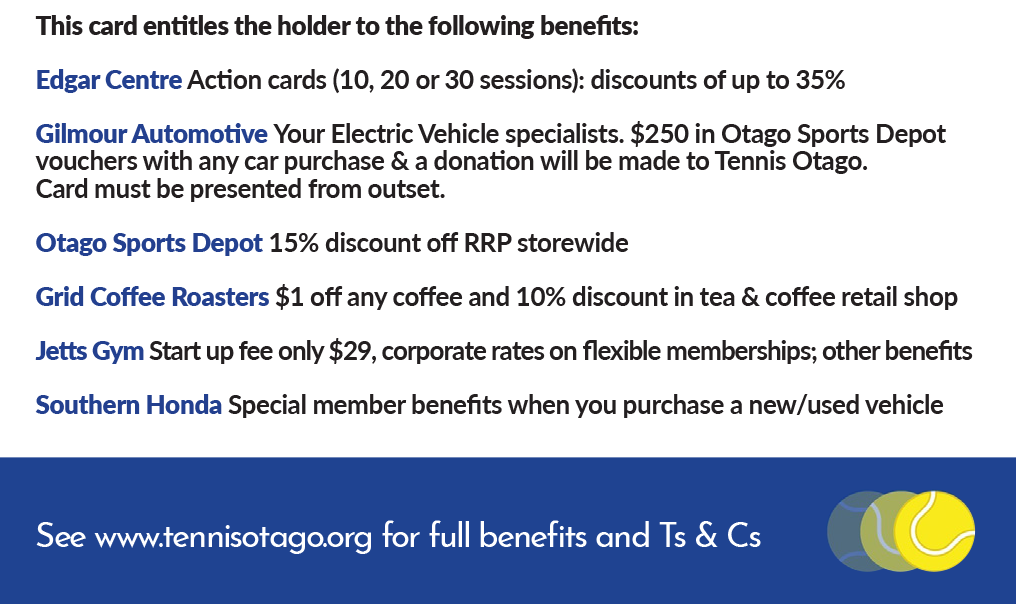 This card entitles the holder to the following benefits:
Edgar Centre Action cards (10, 20 or 30 sessions): discounts of up to 35%
Gilmour Automotive Your Electric Vehicle specialists. $250 in Otago Sports Depot
vouchers with any car purchase & a donation will be made to Tennis Otago.
Card must be presented from outset.
Otago Sports Depot 15% discount off RRP storewide
Grid Coffee Roasters $1 off any coffee and 10% discount in tea & coffee retail shop
Jetts Gym Start up fee only $29, corporate rates on flexible memberships; other benefits
Southern Honda Special member benefits when you purchase a new/used vehicle
See www.tennisotago.org for full benefits and Ts & Cs